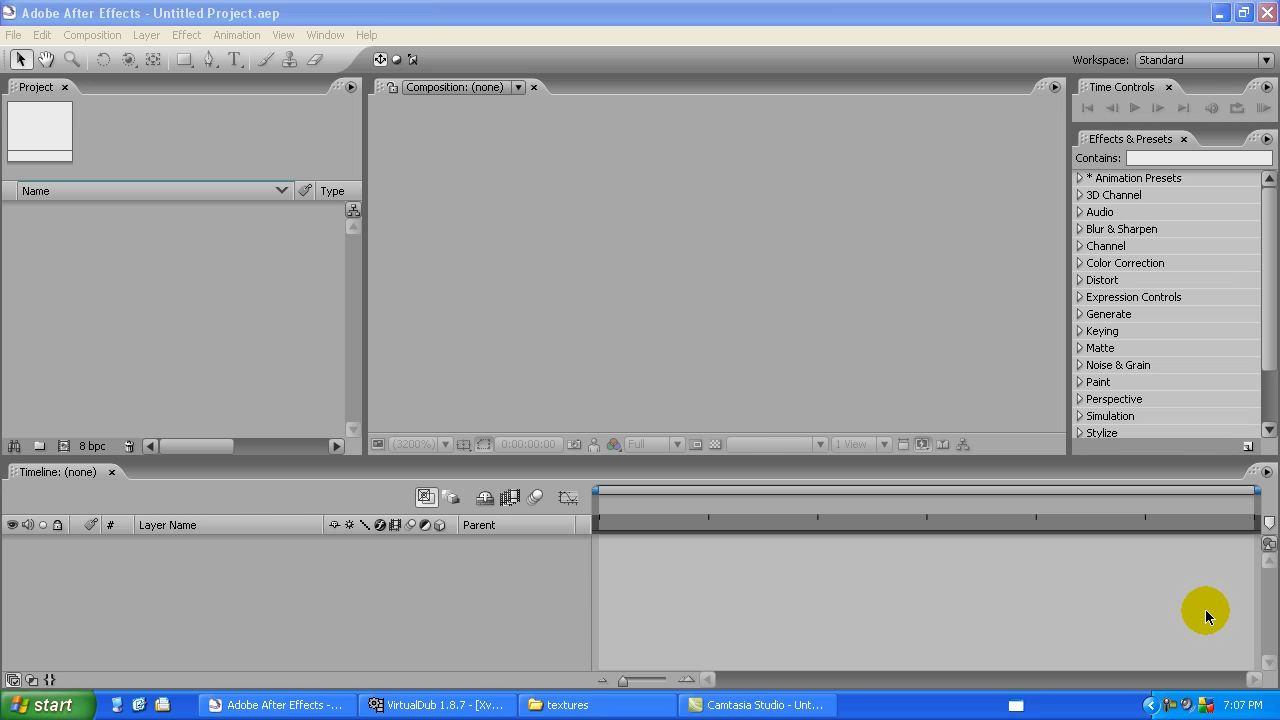 Adobe After Effects - Untitled Project.aep
File Edit Composition Layer Effect Animation View Window Help
Workspace: Standard
Project
Composition: (none)
Time Controls
Effects & Presets
Contains:
* Animation Presets
3D Channel
Audio
Blur & Sharpen
Channel
Color Correction
Distort
Expression Controls
Generate
Keying
Matte
Noise & Grain
Paint
Perspective
Simulation
Stylize
Name Type
8 bpc
(3200%) 0:00:00:00 Full 1 View
Timeline: (none)
# Layer Name Parent
start Adobe After Effects -... VirtualDub 1.8.7 - [Xv... textures Camtasia Studio - Unt... 7:07 PM